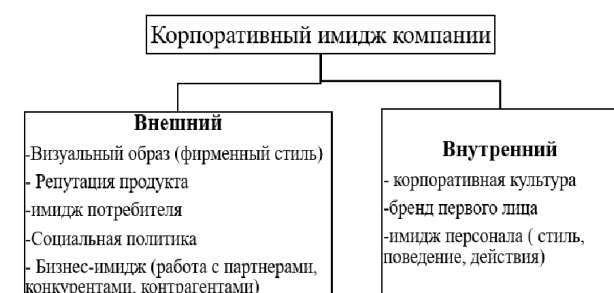 Корпоративный имидж компании
Внешний
-Визуальный образ (фирменный стиль)
- Репутация продукта
-имидж потребителя
-Социальная политика
- Бизнес-имидж (работа с партнерами,
конкурентами, контрагентами)
Внутренний
- корпоративная культура
-бренд первого лица
-имидж персонала ( стиль,
поведение, действия)